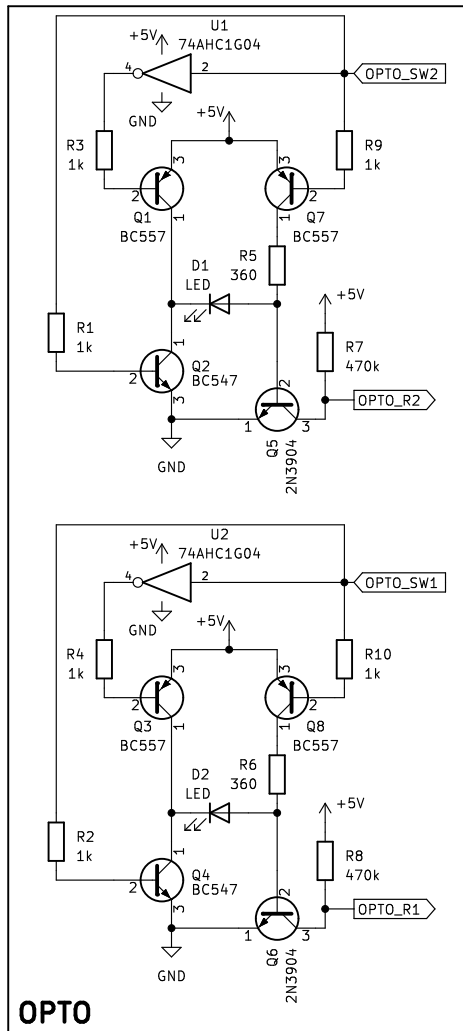 U1
+5V
74AHC1G04
4
2
OPTO_SW2
GND
+5V
R3
1k
R9
1k
3
3
2
2
Q1
1
1
Q7
BC557
BC557
D1
LED
R5
360
+5V
R1
1k
1
2
Q2
BC547
3
R7
470k
2
OPTO_R2
1
3
GND
Q5
2N3904
U2
+5V
74AHC1G04
4
2
OPTO_SW1
GND
+5V
R4
1k
R10
1k
3
3
2
2
Q3
1
1
Q8
BC557
BC557
D2
LED
R6
360
+5V
R2
1k
1
2
Q4
BC547
3
R8
470k
2
OPTO_R1
1
3
GND
Q6
2N3904
OPTO